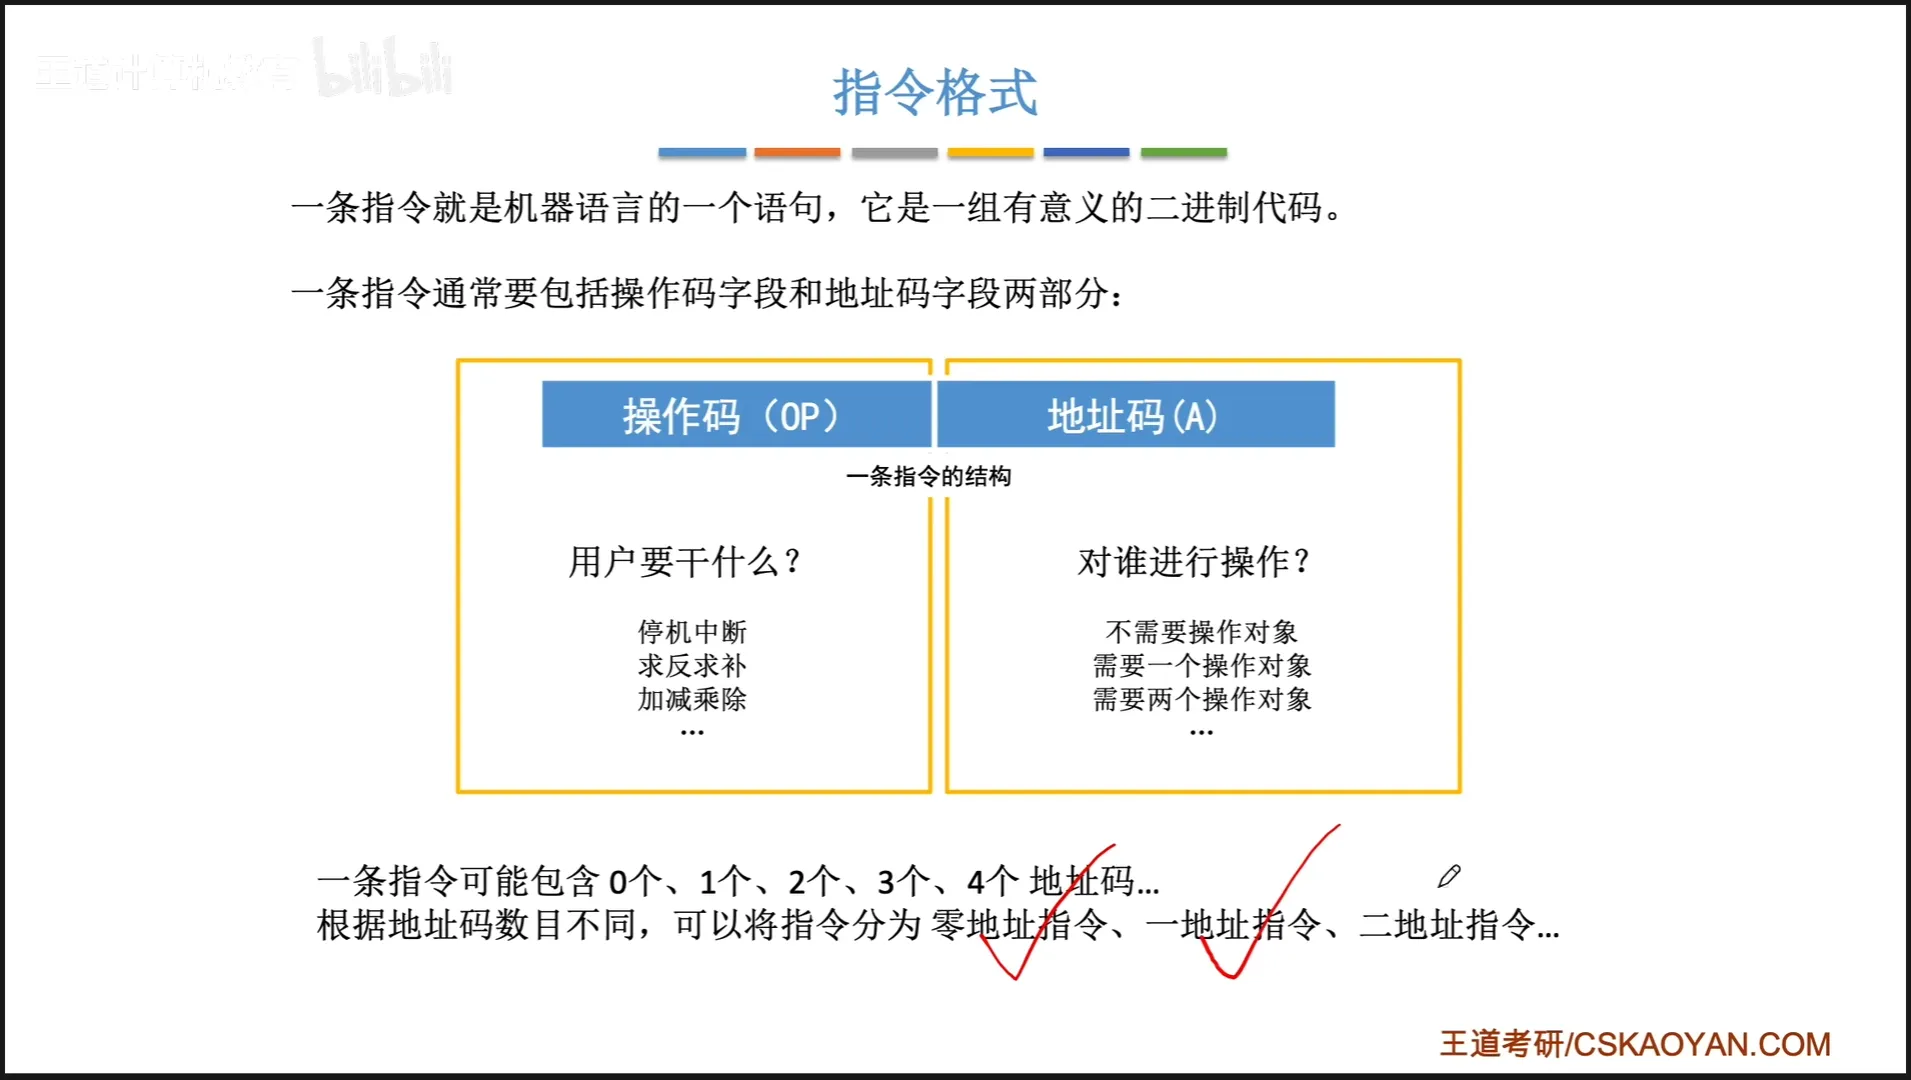 王道计算机教育 bilibili
指令格式
一条指令就是机器语言的一个语句，它是一组有意义的二进制代码。
一条指令通常要包括操作码字段和地址码字段两部分：
操作码（OP） 地址码(A)
一条指令的结构
用户要干什么？ 对谁进行操作？
停机中断 不需要操作对象
求反求补 需要一个操作对象
加减乘除 需要两个操作对象
... ...
一条指令可能包含 0个、1个、2个、3个、4个 地址码...
根据地址码数目不同，可以将指令分为 零地址指令、一地址指令、二地址指令...
王道考研/CSKAOYAN.COM